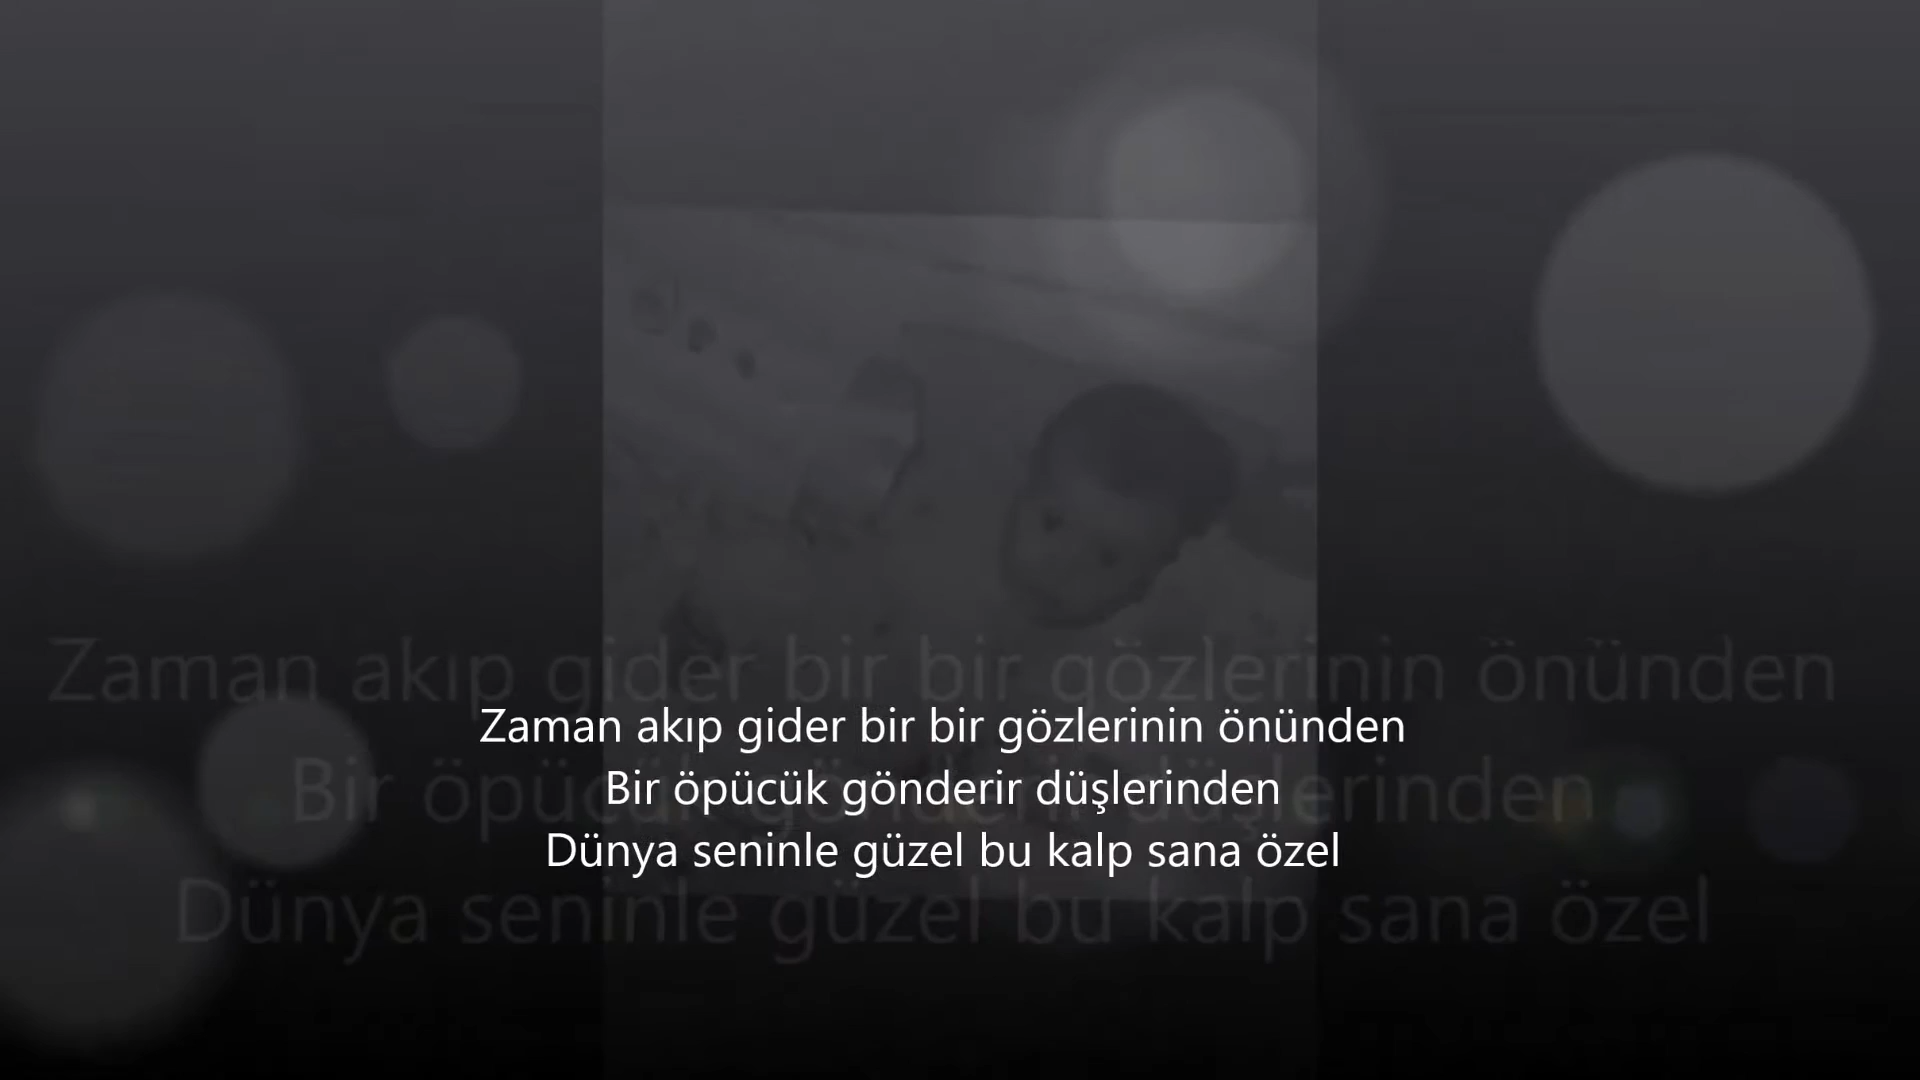 Zaman akıp gider bir bir gözlerinin önünden
Bir öpücük gönderir düşlerinden
Dünya seninle güzel bu kalp sana özel